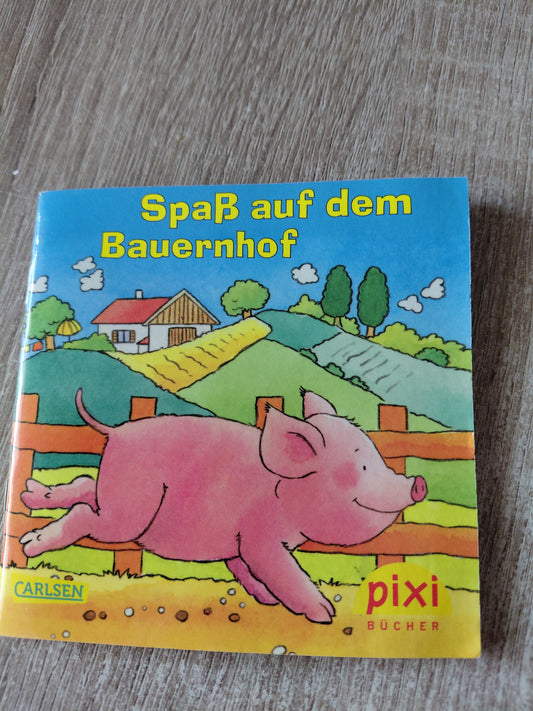 Spaß auf dem
Bauernhof
CARLSEN
pixi
BÜCHER